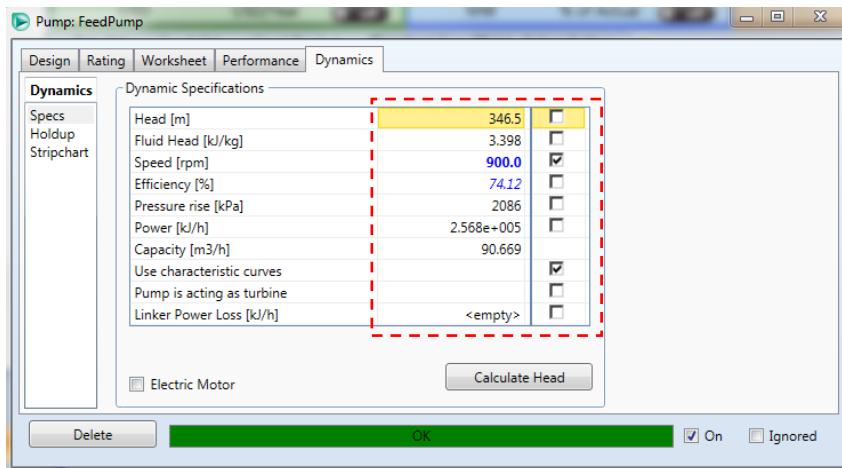 Pump: FeedPump
Design Rating Worksheet Performance Dynamics
Dynamics
Specs
Holdup
Stripchart
Dynamic Specifications
Head [m] 346.5
Fluid Head [kJ/kg] 3.398
Speed [rpm] 900.0
Efficiency [%] 74.12
Pressure rise [kPa] 2086
Power [kJ/h] 2.568e+005
Capacity [m3/h] 90.669
Use characteristic curves
Pump is acting as turbine
Linker Power Loss [kJ/h] <empty>
Electric Motor Calculate Head
Delete OK On Ignored